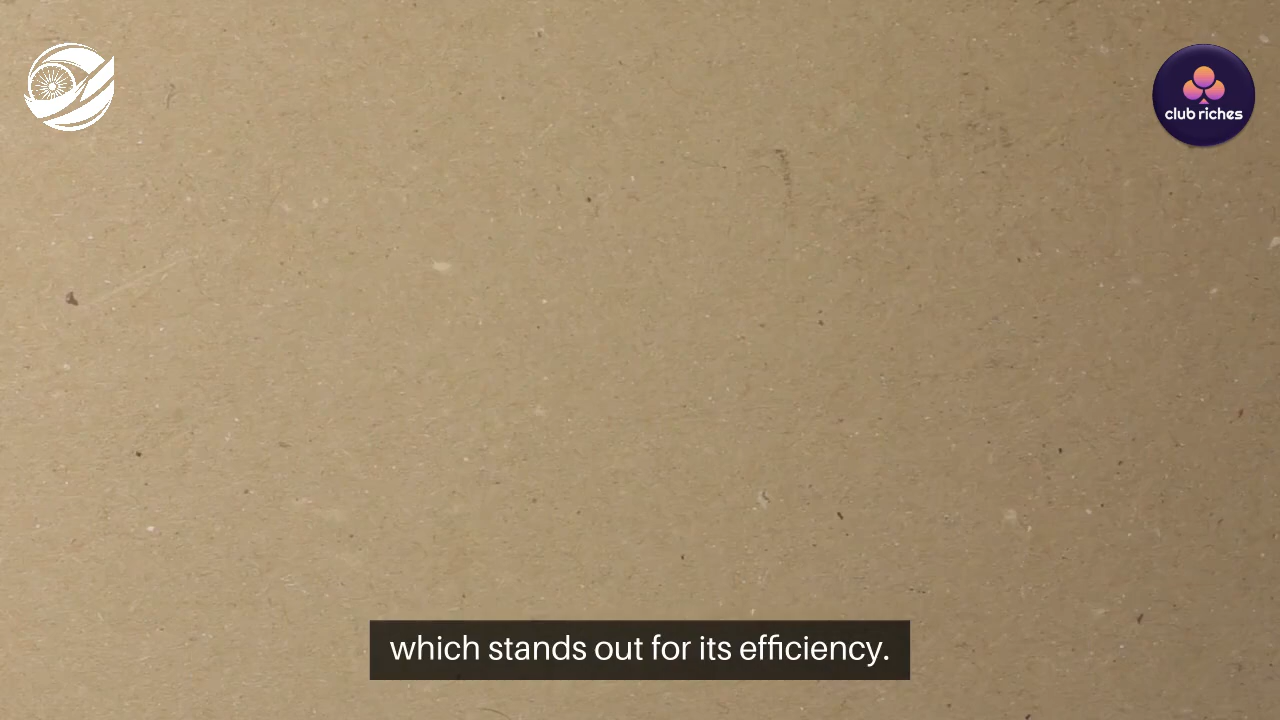 club riches
which stands out for its efficiency.